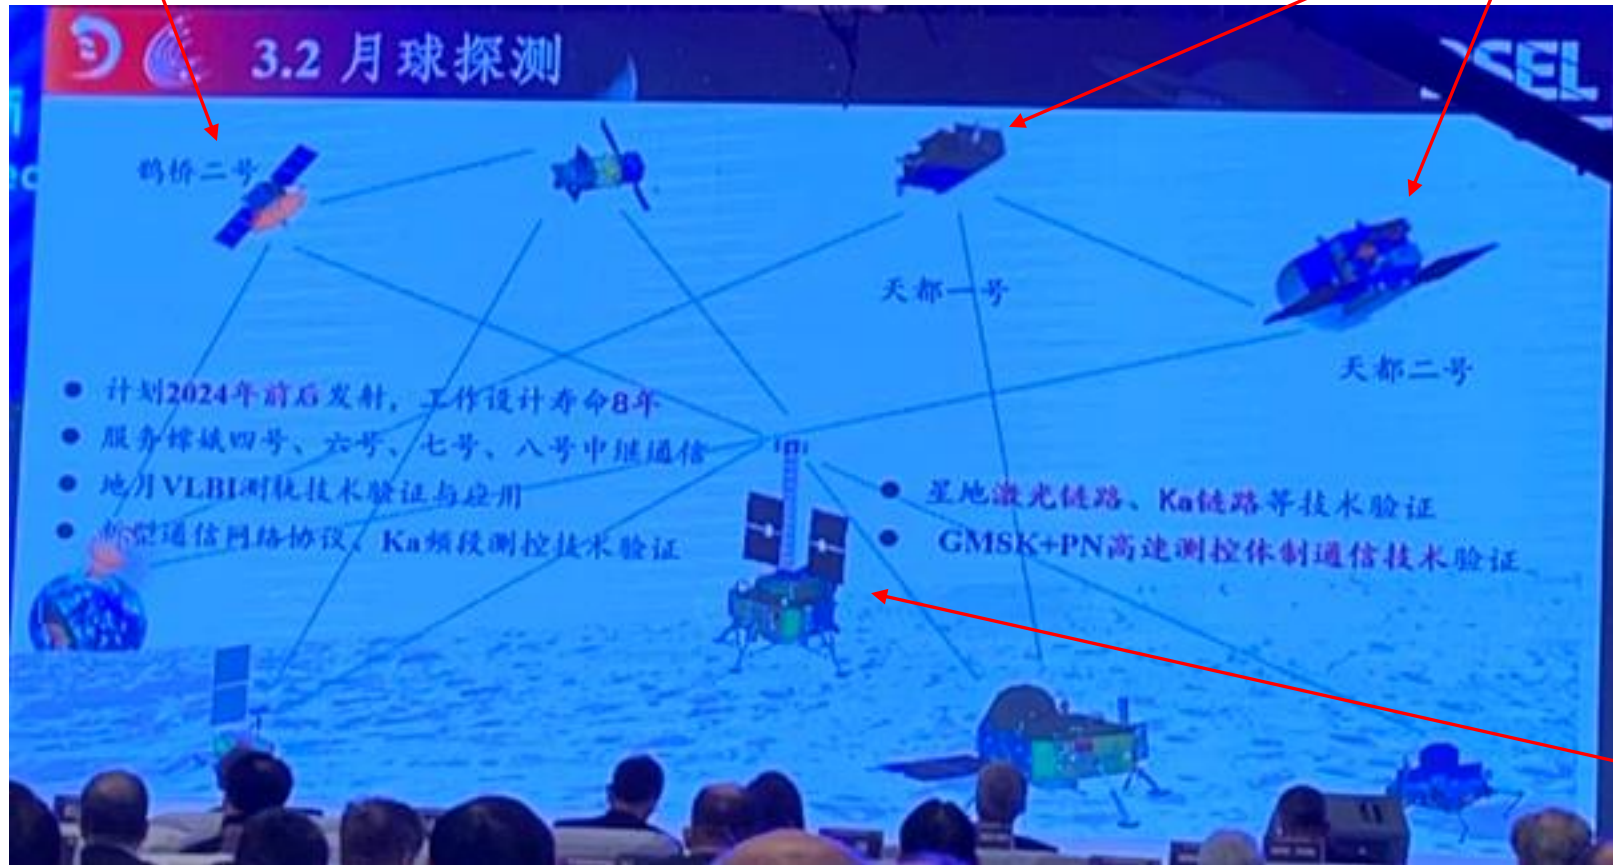 3.2 月球探测
DSEL
鹊桥二号
天都一号
天都二号
计划2024年前后发射，工作设计寿命8年
服务嫦娥四号、六号、七号、八号中继通信
地月VLBI测轨技术验证与应用
新型通信网络协议、Ka频段测控技术验证
星地激光链路、Ka链路等技术验证
GMSK+PN高速测控体制通信技术验证